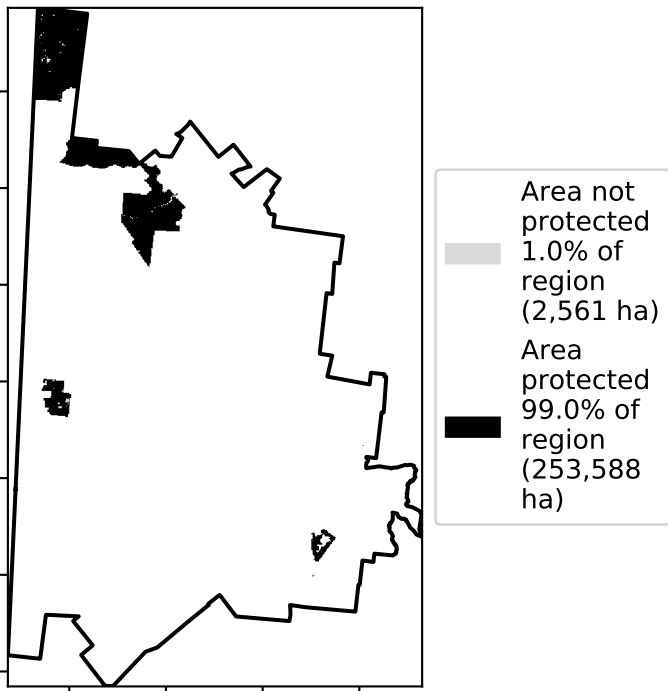 Area not
protected
1.0% of
region
(2,561 ha)
Area
protected
99.0% of
region
(253,588
ha)